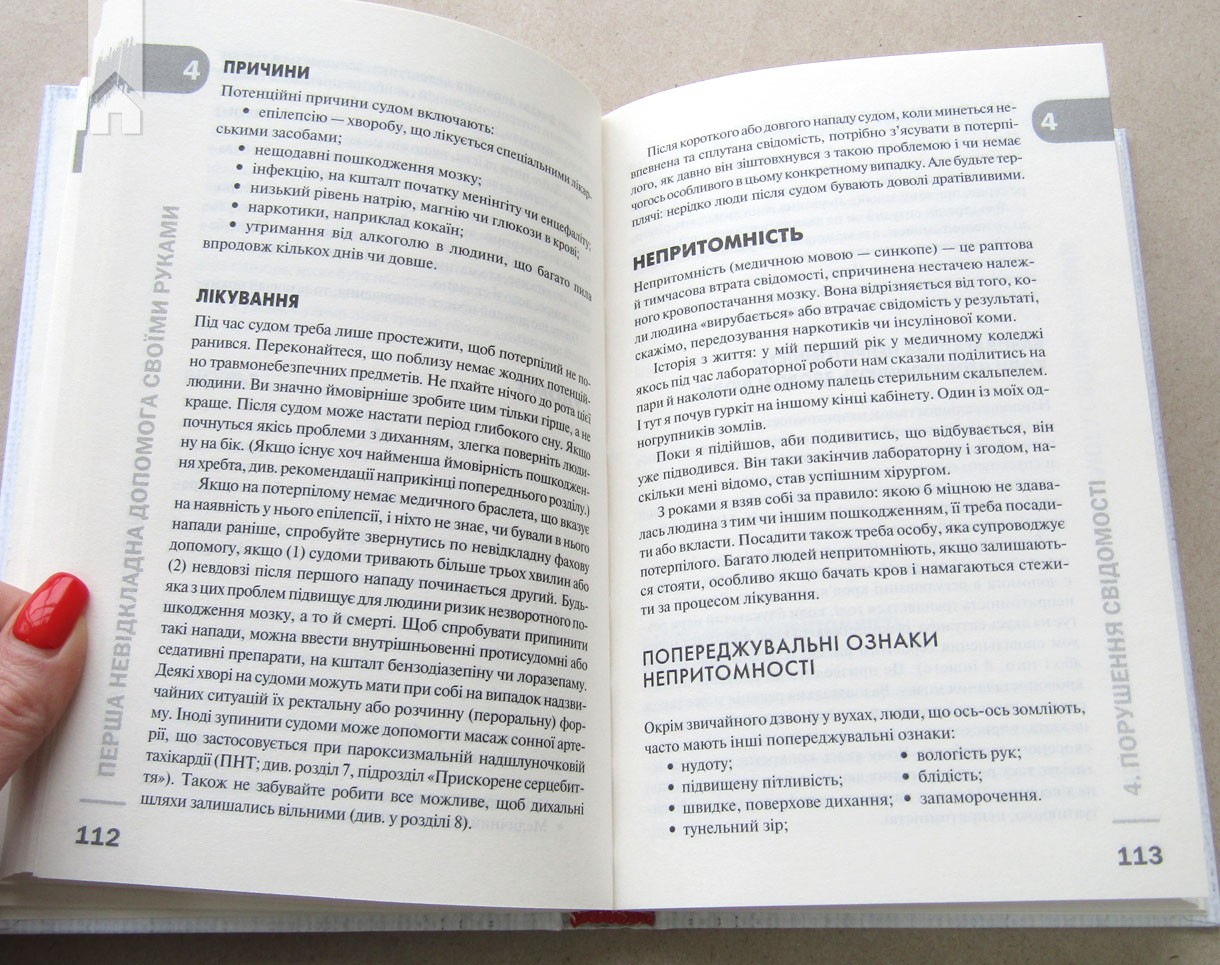 4
ПРИЧИНИ
Потенційні причини судом включають:
• епілепсію — хворобу, що лікується спеціальними лікар-
ськими засобами;
• нещодавні пошкодження мозку;
• інфекцію, на кшталт початку менінгіту чи енцефаліту;
• низький рівень натрію, магнію чи глюкози в крові;
• наркотики, наприклад кокаїн;
• утримання від алкоголю в людини, що багато пила
впродовж кількох днів чи довше.
ЛІКУВАННЯ
Під час судом треба лише простежити, щоб потерпілий не по-
ранився. Переконайтеся, що поблизу немає жодних потенцій-
но травмонебезпечних предметів. Не пхайте нічого до рота цієї
людини. Ви значно ймовірніше зробите цим тільки гірше, а не
краще. Після судом може настати період глибокого сну. Якщо
почнуться якісь проблеми з диханням, злегка поверніть люди-
ну на бік. (Якщо існує хоч найменша ймовірність пошкоджен-
ня хребта, див. рекомендації наприкінці попереднього розділу.)
Якщо на потерпілому немає медичного браслета, що вказує
на наявність у нього епілепсії, і ніхто не знає, чи бували в нього
напади раніше, спробуйте звернутись по невідкладну фахову
допомогу, якщо (1) судоми тривають більше трьох хвилин або
(2) невдовзі після першого нападу починається другий. Будь-
яка з цих проблем підвищує для людини ризик незворотного по-
шкодження мозку, а то й смерті. Щоб спробувати припинити
такі напади, можна ввести внутрішньовенні протисудомні або
седативні препарати, на кшталт бензодіазепіну чи лоразепаму.
Деякі хворі на судоми можуть мати при собі на випадок надзви-
чайних ситуацій їх ректальну або розчинну (пероральну) фор-
му. Іноді зупинити судоми може допомогти масаж сонної арте-
рії, що застосовується при пароксизмальній надшлуночковій
тахікардії (ПНТ; див. розділ 7, підрозділ «Прискорене серцебит-
тя»). Також не забувайте робити все можливе, щоб дихальні
шляхи залишались вільними (див. у розділі 8).
ПЕРША НЕВІДКЛАДНА ДОПОМОГА СВОЇМИ РУКАМИ
112
4
Після короткого або довгого нападу судом, коли минеться не-
впевнена та сплутана свідомість, потрібно з’ясувати в потерпі-
лого, як давно він зіштовхнувся з такою проблемою і чи немає
чогось особливого в цьому конкретному випадку. Але будьте тер-
плячі: нерідко люди після судом бувають доволі дратівливими.
НЕПРИТОМНІСТЬ
Непритомність (медичною мовою — синкопе) — це раптова
й тимчасова втрата свідомості, спричинена нестачею належ-
ного кровопостачання мозку. Вона відрізняється від того, ко-
ли людина «вирубається» або втрачає свідомість у результаті,
скажімо, передозування наркотиків чи інсулінової коми.
Історія з життя: у мій перший рік у медичному коледжі
якось під час лабораторної роботи нам сказали поділитись на
пари й наколоти одне одному палець стерильним скальпелем.
І тут я почув гуркіт на іншому кінці кабінету. Один із моїх од-
ногрупників зомлів.
Поки я підійшов, аби подивитись, що відбувається, він
уже підводився. Він таки закінчив лабораторну і згодом, на-
скільки мені відомо, став успішним хірургом.
З роками я взяв собі за правило: якою б міцною не здава-
лась людина з тим чи іншим пошкодженням, її треба посади-
ти або вкласти. Посадити також треба особу, яка супроводжує
потерпілого. Багато людей непритомніють, якщо залишають-
ся стояти, особливо якщо бачать кров і намагаються стежи-
ти за процесом лікування.
ПОПЕРЕДЖУВАЛЬНІ ОЗНАКИ
НЕПРИТОМНОСТІ
Окрім звичайного дзвону у вухах, люди, що ось-ось зомліють,
часто мають інші попереджувальні ознаки:
• нудоту;
• підвищену пітливість;
• швидке, поверхове дихання;
• тунельний зір;
• вологість рук;
• блідість;
• запаморочення.
4. ПОРУШЕННЯ СВІДОМОСТІ
113